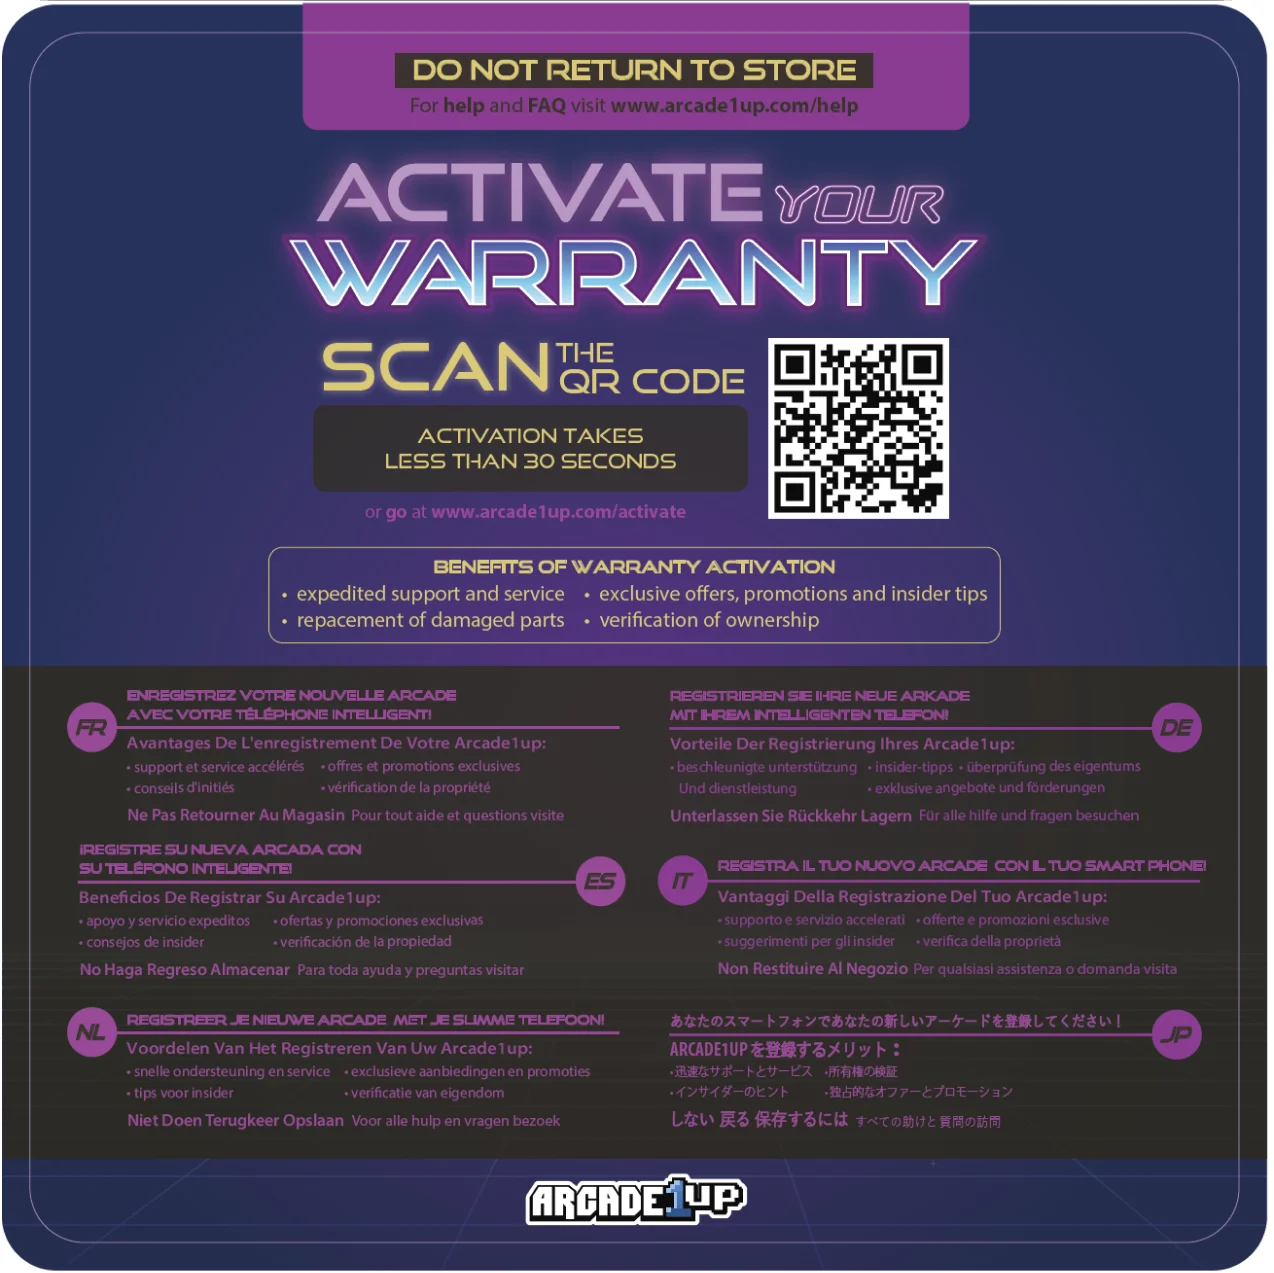 DO NOT RETURN TO STORE
For help and FAQ visit www.arcade1up.com/help
ACTIVATE YOUR
WARRANTY
SCAN THE QR CODE
ACTIVATION TAKES
LESS THAN 30 SECONDS
or go at www.arcade1up.com/activate
BENEFITS OF WARRANTY ACTIVATION
• expedited support and service • exclusive offers, promotions and insider tips
• repacement of damaged parts • verification of ownership
FR
ENREGISTREZ VOTRE NOUVELLE ARCADE
AVEC VOTRE TÉLÉPHONE INTELLIGENT!
Avantages De L'enregistrement De Votre Arcade1up:
• support et service accélérés • offres et promotions exclusives
• conseils d'initiés • vérification de la propriété
Ne Pas Retourner Au Magasin Pour tout aide et questions visite
REGISTRIEREN SIE IHRE NEUE ARKADE
MIT IHREM INTELLIGENTEN TELEFON!
DE
Vorteile Der Registrierung Ihres Arcade1up:
• beschleunigte unterstützung • insider-tipps • überprüfung des eigentums
Und dienstleistung • exklusive angebote und förderungen
Unterlassen Sie Rückkehr Lagern Für alle hilfe und fragen besuchen
¡REGISTRE SU NUEVA ARCADA CON
SU TELÉFONO INTELIGENTE!
ES
Beneficios De Registrar Su Arcade1up:
• apoyo y servicio expeditos • ofertas y promociones exclusivas
• consejos de insider • verificación de la propiedad
No Haga Regreso Almacenar Para toda ayuda y preguntas visitar
IT
REGISTRA IL TUO NUOVO ARCADE CON IL TUO SMART PHONE!
Vantaggi Della Registrazione Del Tuo Arcade1up:
• supporto e servizio accelerati • offerte e promozioni esclusive
• suggerimenti per gli insider • verifica della proprietà
Non Restituire Al Negozio Per qualsiasi assistenza o domanda visita
NL
REGISTREER JE NIEUWE ARCADE MET JE SLIMME TELEFOON!
Voordelen Van Het Registreren Van Uw Arcade1up:
• snelle ondersteuning en service • exclusieve aanbiedingen en promoties
• tips voor insider • verificatie van eigendom
Niet Doen Terugkeer Opslaan Voor alle hulp en vragen bezoek
あなたのスマートフォンであなたの新しいアーケードを登録してください！
JP
ARCADE1UPを登録するメリット：
•迅速なサポートとサービス •所有権の検証
•インサイダーのヒント •独占的なオファーとプロモーション
しない 戻る 保存するには すべての助けと質問の訪問
ARCADE1UP